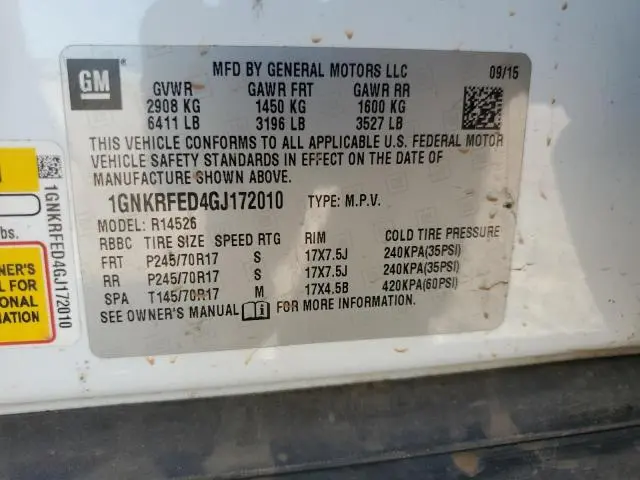 GM
MFD BY GENERAL MOTORS LLC 09/15
GVWR GAWR FRT GAWR RR
2908 KG 1450 KG 1600 KG
6411 LB 3196 LB 3527 LB
THIS VEHICLE CONFORMS TO ALL APPLICABLE U.S. FEDERAL MOTOR
VEHICLE SAFETY STANDARDS IN EFFECT ON THE DATE OF
MANUFACTURE SHOWN ABOVE.
1GNKRFED4GJ172010 TYPE: M.P.V.
MODEL: R14526
RBBC TIRE SIZE SPEED RTG RIM COLD TIRE PRESSURE
FRT P245/70R17 S 17X7.5J 240KPA(35PSI)
RR P245/70R17 S 17X7.5J 240KPA(35PSI)
SPA T145/70R17 M 17X4.5B 420KPA(60PSI)
SEE OWNER'S MANUAL FOR MORE INFORMATION.
1GNKRFED4GJ172010
lbs.
WNER'S
L FOR
IONAL
MATION